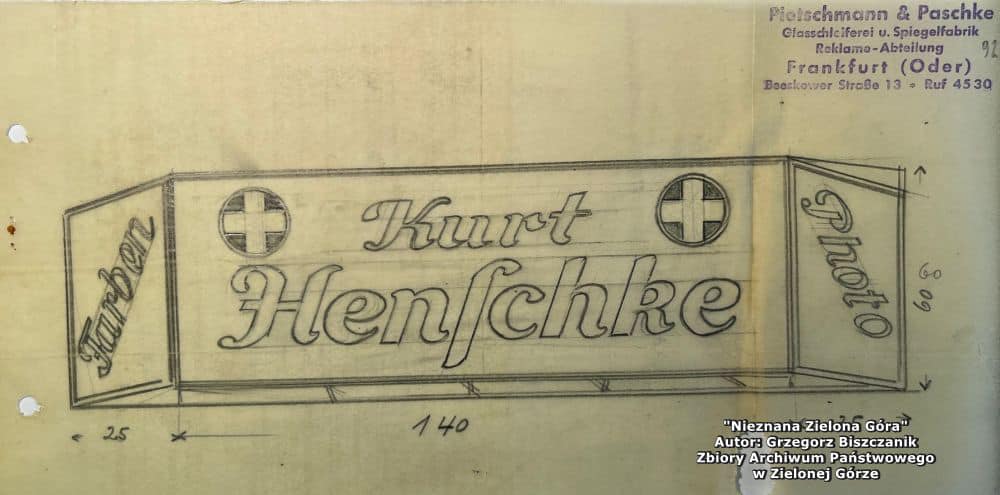 Pietschmann & Paschke
Glasschleiferei u. Spiegelfabrik
Reklame-Abteilung
92
Frankfurt (Oder)
Beeskower Straße 13 • Ruf 4530
Kurt
Henſchke
Farben
Photo
60
60
25
140
25
"Nieznana Zielona Góra"
Autor: Grzegorz Biszczanik
Zbiory Archiwum Państwowego
w Zielonej Górze